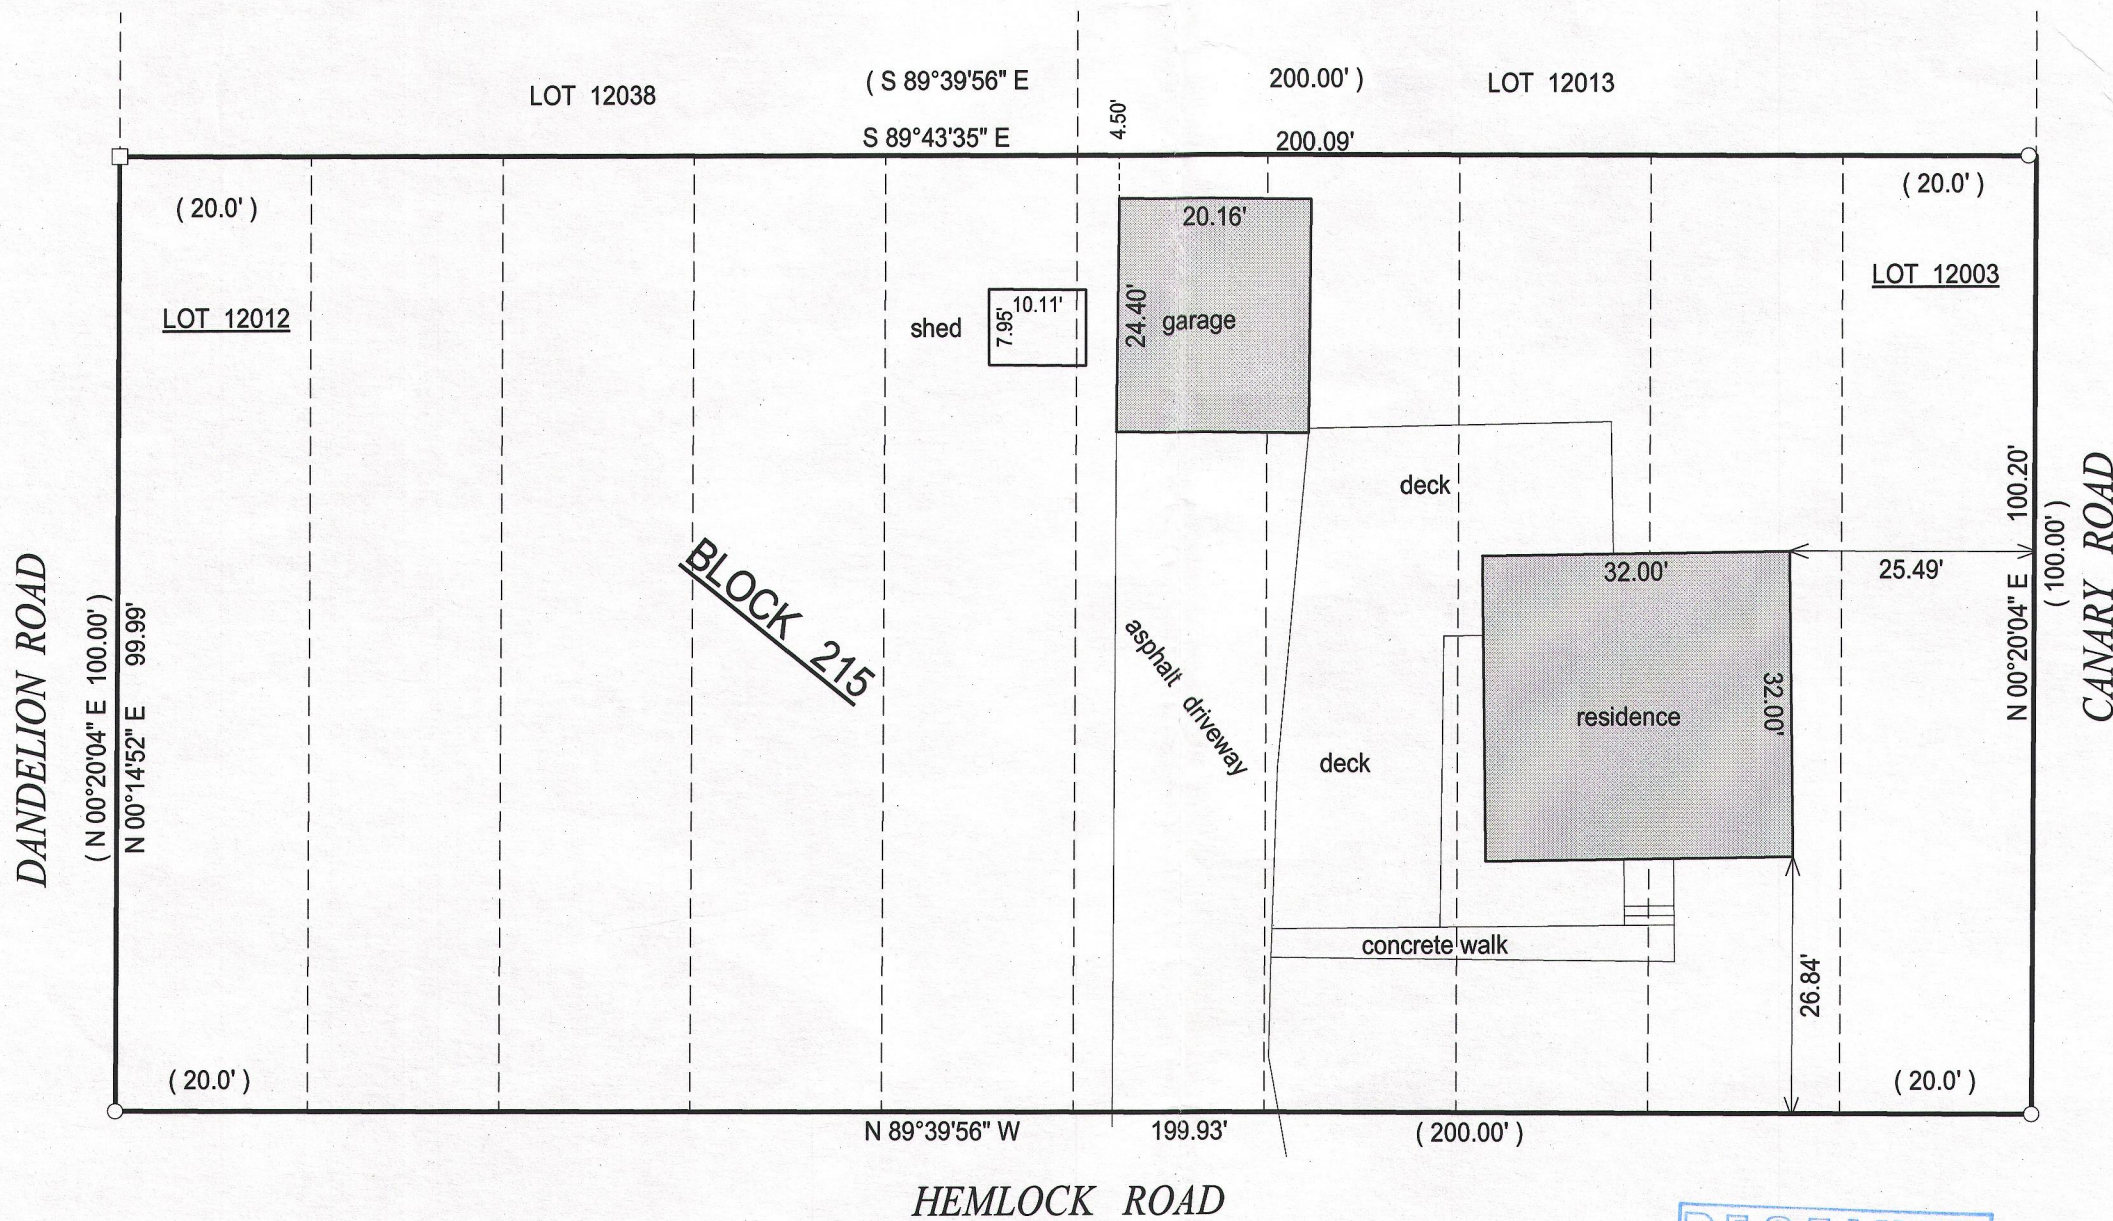 LOT 12038
( S 89°39'56" E 200.00' )
LOT 12013
S 89°43'35" E 200.09'
4.50'
( 20.0' )
( 20.0' )
20.16'
24.40'
garage
LOT 12012
LOT 12003
shed
7.95'
10.11'
deck
BLOCK 215
32.00'
25.49'
32.00'
residence
asphalt driveway
deck
concrete walk
26.84'
DANDELION ROAD
( N 00°20'04" E 100.00' )
N 00°14'52" E 99.99'
N 00°20'04" E 100.20'
( 100.00' )
CANARY ROAD
( 20.0' )
( 20.0' )
N 89°39'56" W 199.93' ( 200.00' )
HEMLOCK ROAD